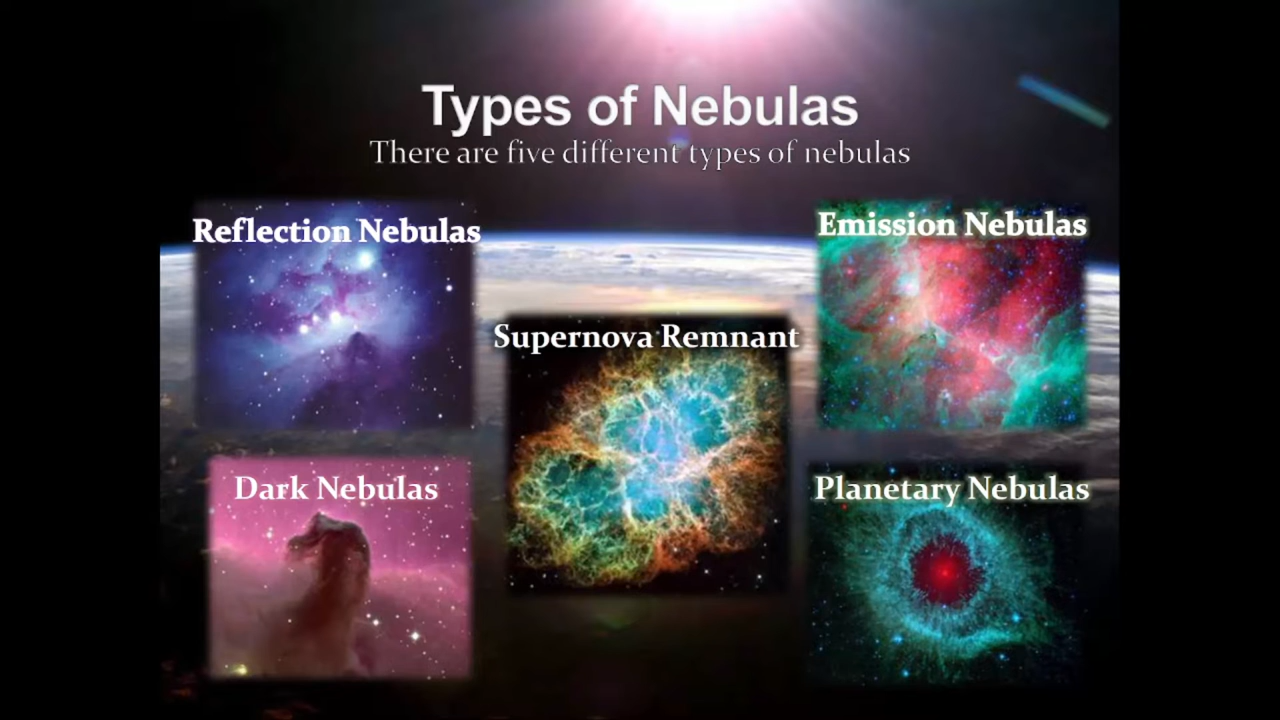 Types of Nebulas
There are five different types of nebulas
Reflection Nebulas
Emission Nebulas
Supernova Remnant
Dark Nebulas
Planetary Nebulas